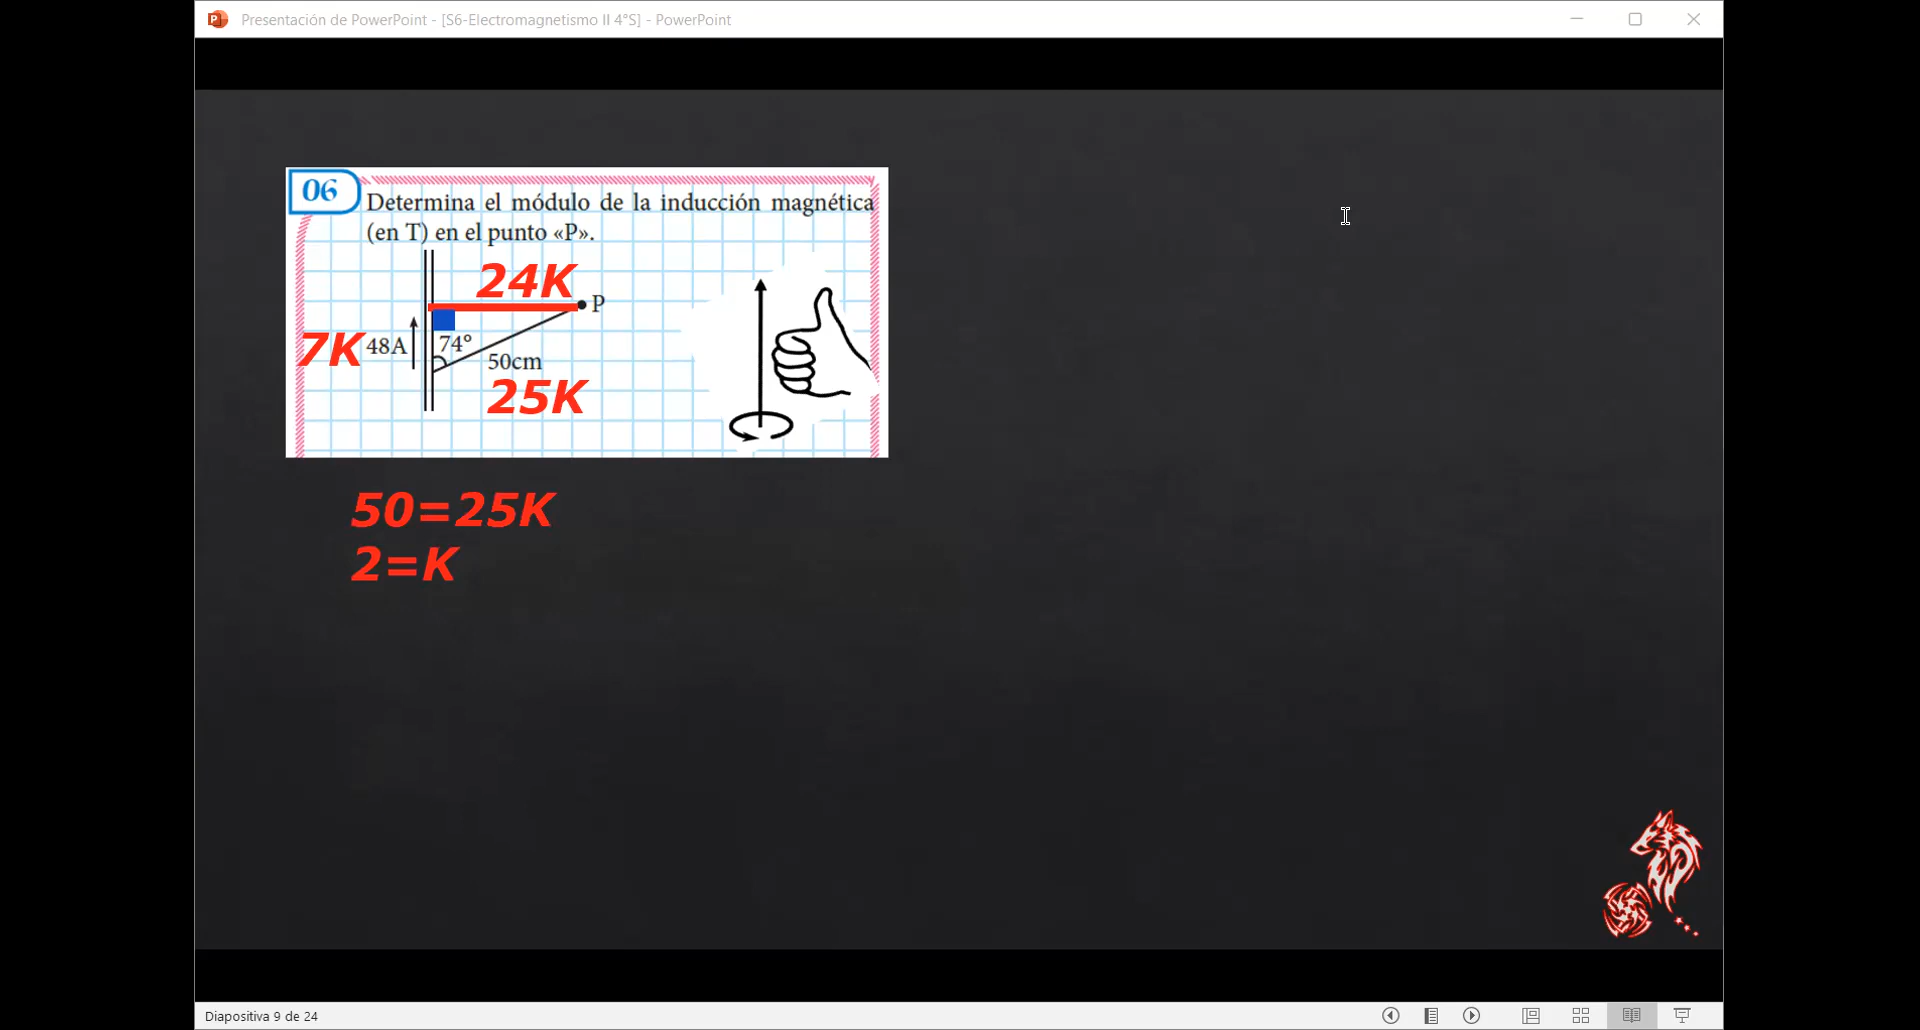 Presentación de PowerPoint - [S6-Electromagnetismo II 4°S] - PowerPoint
06
Determina el módulo de la inducción magnética
(en T) en el punto «P».
24K
P
7K
48A
74°
50cm
25K
50=25K
2=K
Diapositiva 9 de 24